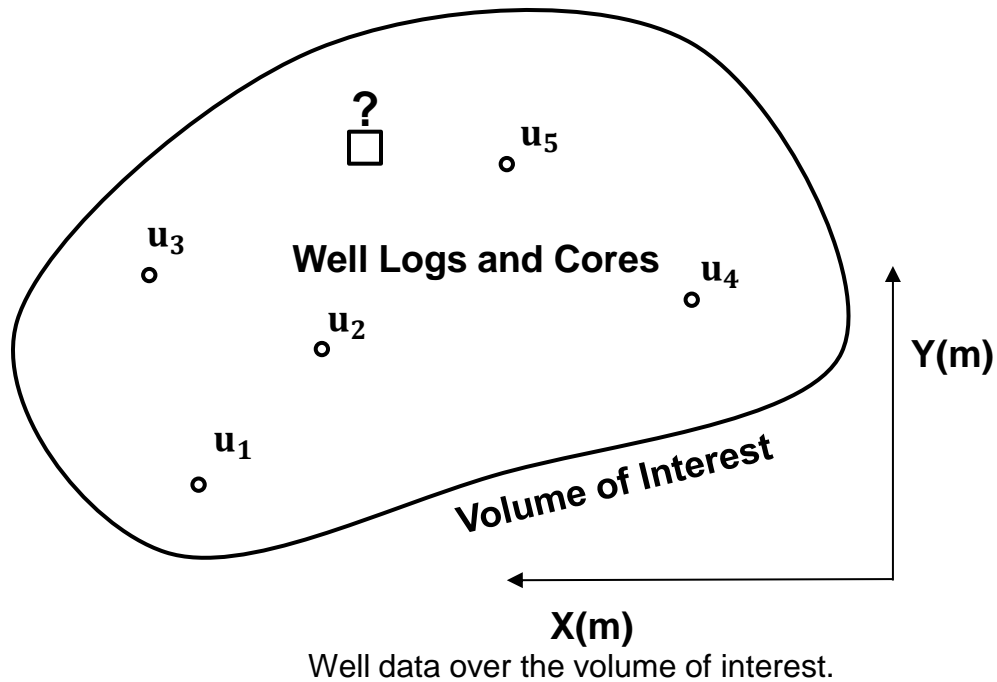 ?
u₅
u₃
Well Logs and Cores
u₄
u₂
Y(m)
u₁
Volume of Interest
X(m)
Well data over the volume of interest.